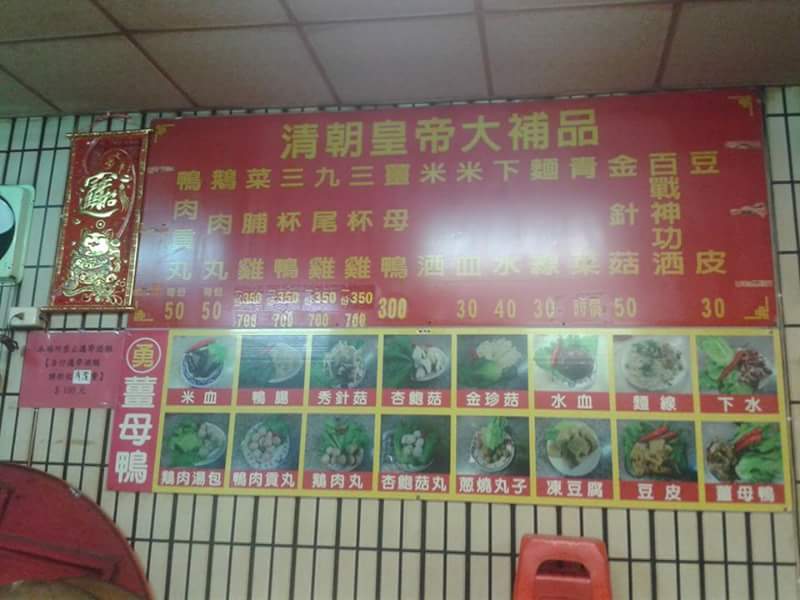 清朝皇帝大補品
豆皮 30
百戰神功酒
金針菇 50
青菜 時價
麵線 30
下水 40
米血 30
米酒
薑母鴨 300
三杯雞 350 700
九尾雞 350 700
三杯鴨 350 700
菜脯雞 350 700
鵝肉丸 50
鴨肉貢丸 50
勇 薑母鴨
米血 鴨腸 秀針菇 杏鮑菇 金珍菇 水血 麵線 下水
鵝肉湯包 鴨肉貢丸 鵝肉丸 杏鮑菇丸 蔥燒丸子 凍豆腐 豆皮 薑母鴨